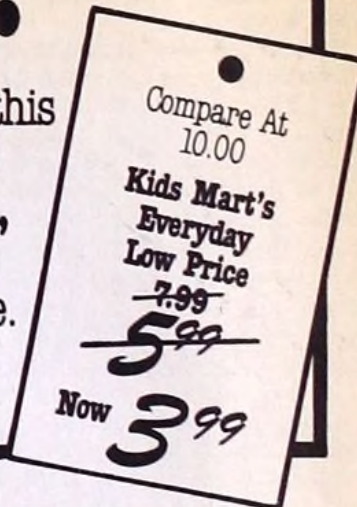 this
,
e.
Compare At
10.00
Kids Mart's
Everyday
Low Price
7.99
5.99
Now 3.99